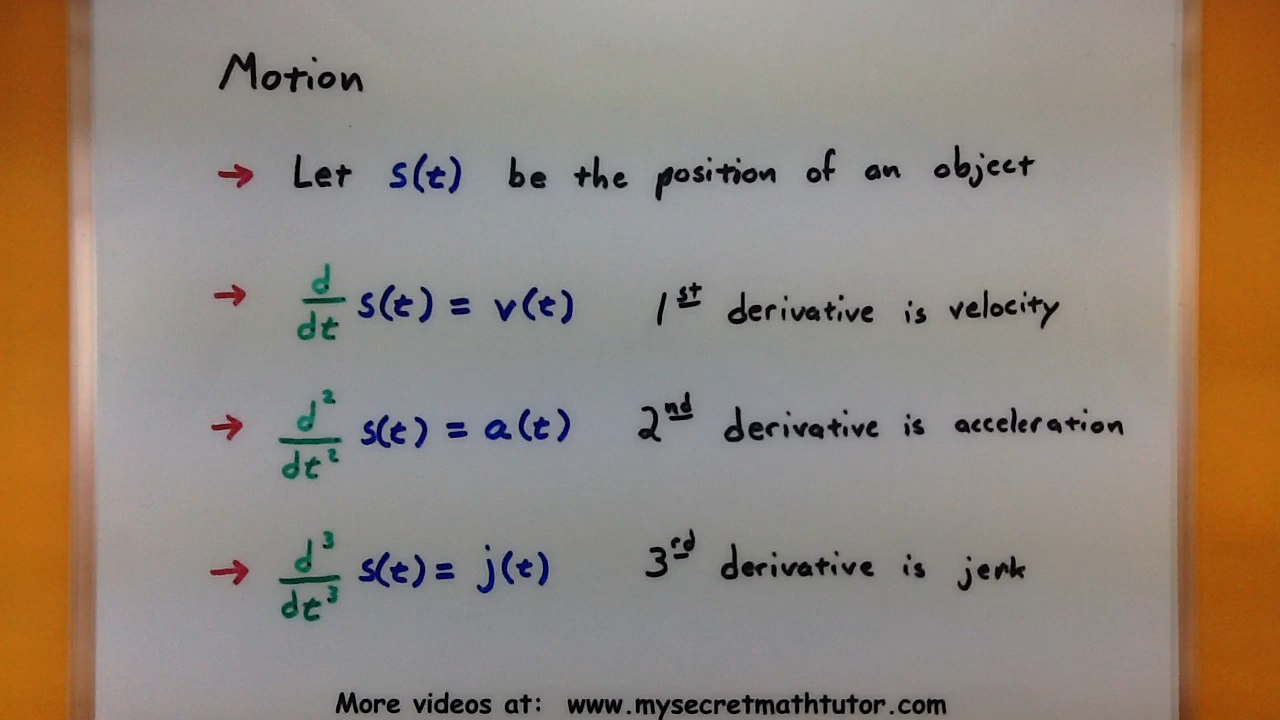 Motion
→ Let s(t) be the position of an object
→ d/dt s(t) = v(t) 1st derivative is velocity
→ d²/dt² s(t) = a(t) 2nd derivative is acceleration
→ d³/dt³ s(t) = j(t) 3rd derivative is jerk
More videos at: www.mysecretmathtutor.com